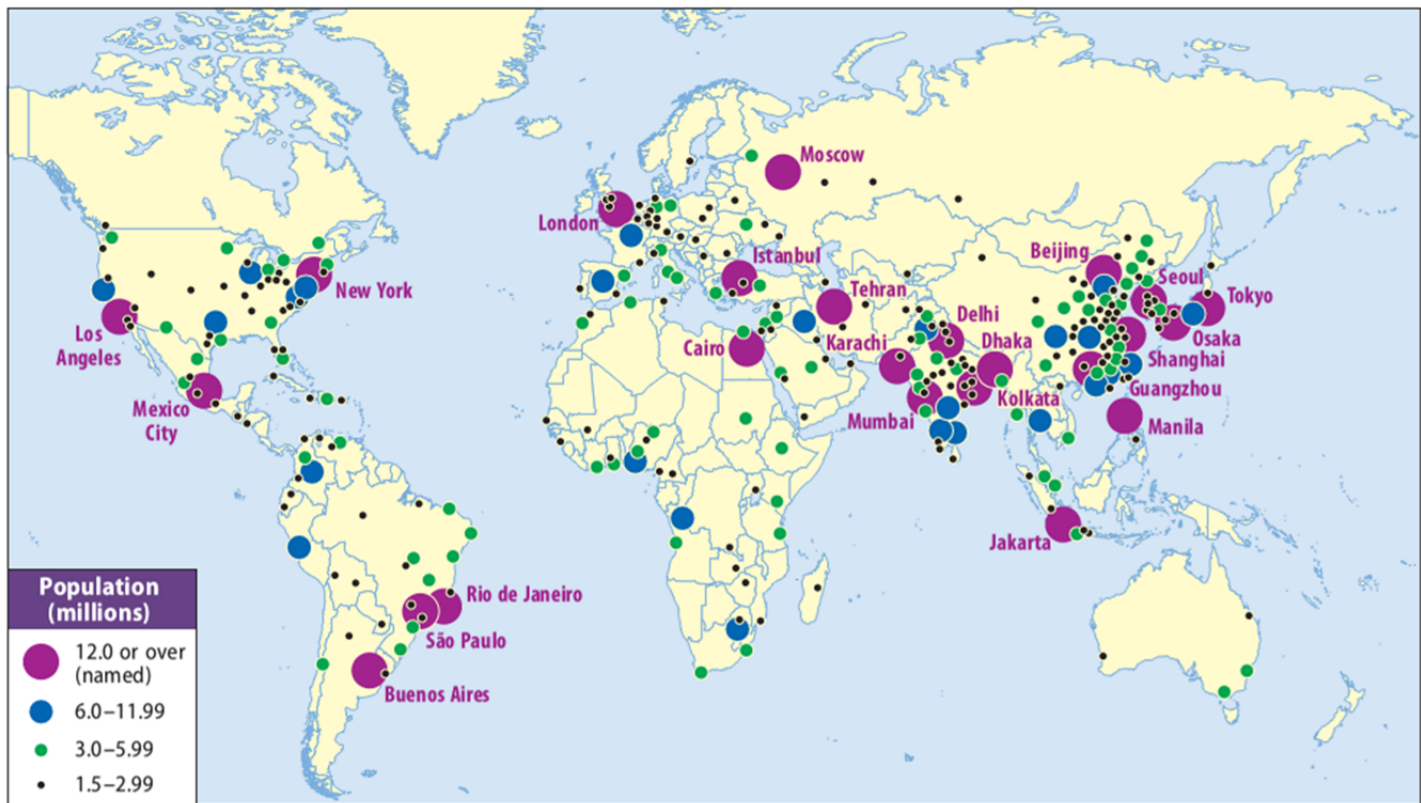 Moscow
London
Istanbul
Beijing
Seoul
Tehran
New York
Tokyo
Delhi
Los
Angeles
Karachi
Dhaka
Osaka
Cairo
Shanghai
Guangzhou
Kolkata
Mexico
City
Mumbai
Manila
Jakarta
Rio de Janeiro
São Paulo
Buenos Aires
Population
(millions)
12.0 or over
(named)
6.0–11.99
3.0–5.99
1.5–2.99